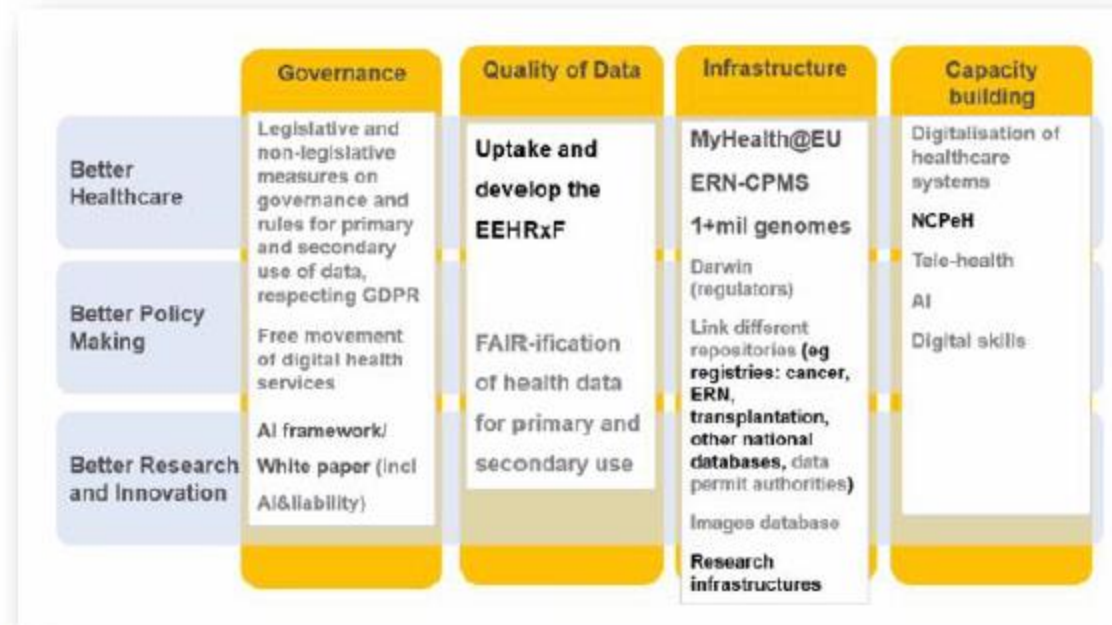 Governance
Quality of Data
Infrastructure
Capacity
building
Better
Healthcare
Better Policy
Making
Better Research
and Innovation
Legislative and
non-legislative
measures on
governance and
rules for primary
and secondary
use of data,
respecting GDPR
Free movement
of digital health
services
AI framework/
White paper (incl
AI&liability)
Uptake and
develop the
EEHRxF
FAIR-ification
of health data
for primary and
secondary use
MyHealth@EU
ERN-CPMS
1+mil genomes
Darwin
(regulators)
Link different
repositories (eg
registries: cancer,
ERN,
transplantation,
other national
databases, data
permit authorities)
Images database
Research
infrastructures
Digitalisation of
healthcare
systems
NCPeH
Tele-health
AI
Digital skills